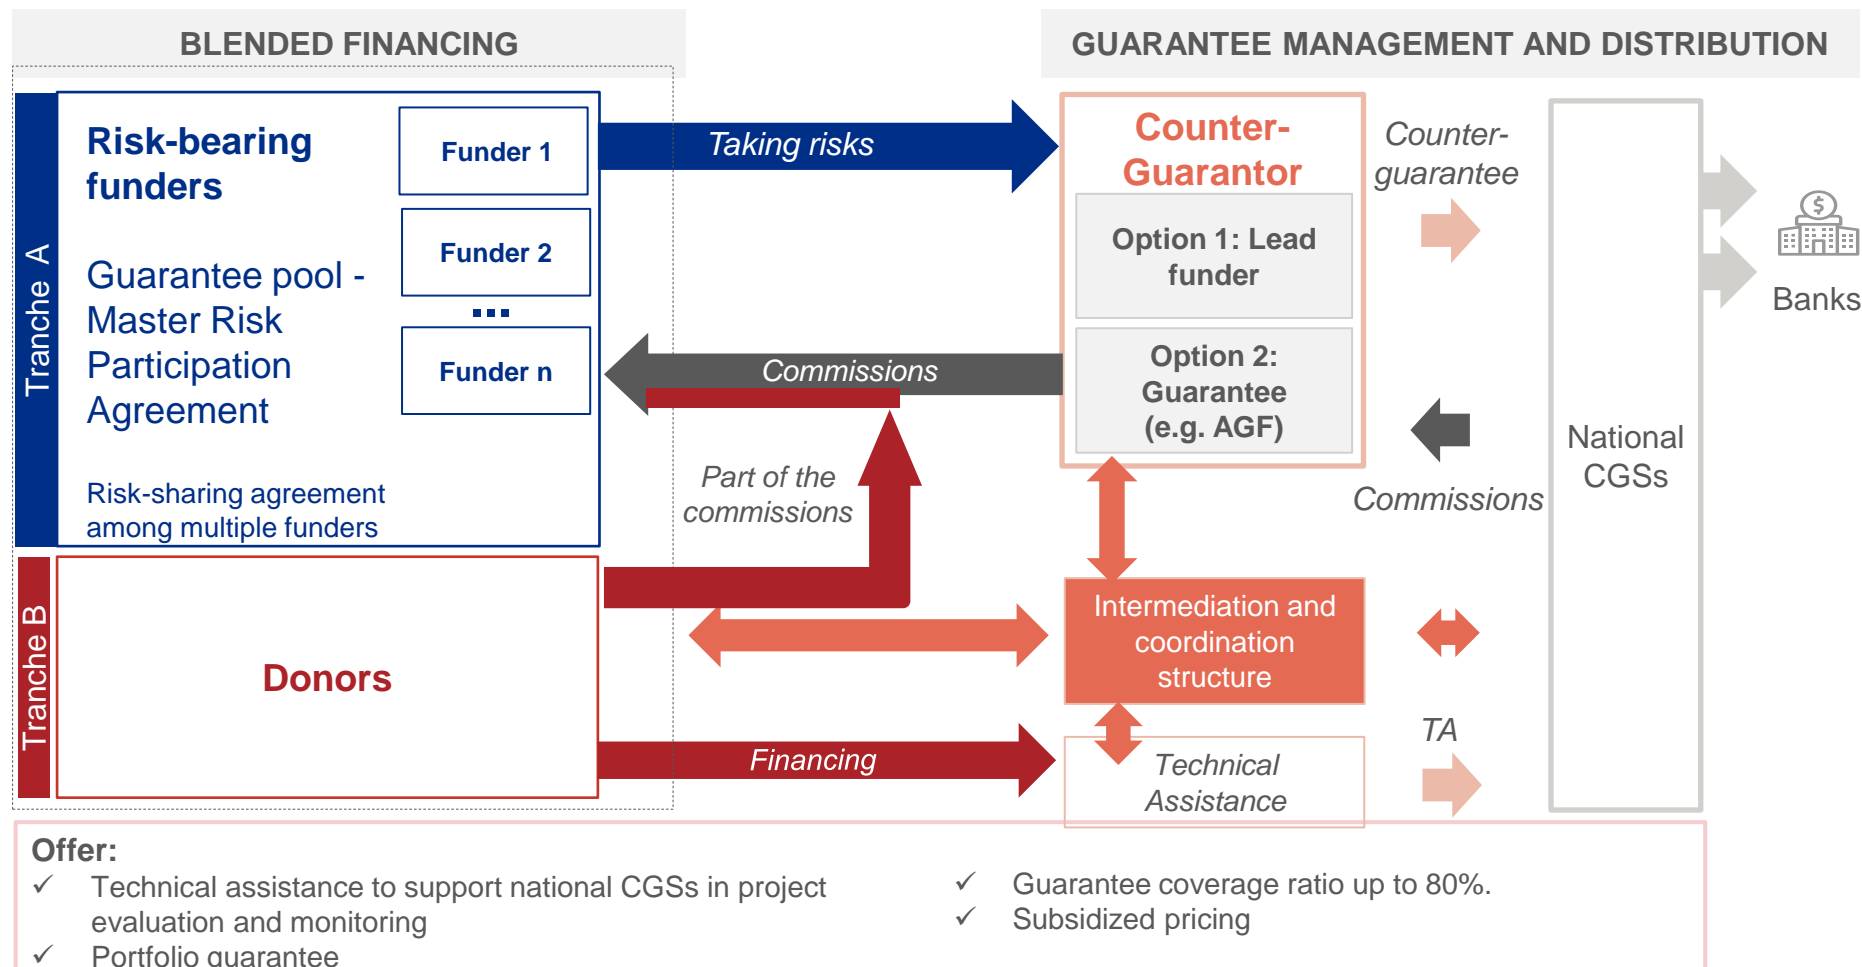 BLENDED FINANCING
GUARANTEE MANAGEMENT AND DISTRIBUTION
Tranche A
Risk-bearing
funders
Guarantee pool -
Master Risk
Participation
Agreement
Risk-sharing agreement
among multiple funders
Funder 1
Funder 2
...
Funder n
Taking risks
Commissions
Part of the
commissions
Counter-
Guarantor
Option 1: Lead
funder
Option 2:
Guarantee
(e.g. AGF)
Counter-
guarantee
Commissions
National
CGSs
$
Banks
Tranche B
Donors
Financing
Intermediation and
coordination
structure
Technical
Assistance
TA
Offer:
✓ Technical assistance to support national CGSs in project
evaluation and monitoring
✓ Portfolio guarantee
✓ Guarantee coverage ratio up to 80%.
✓ Subsidized pricing